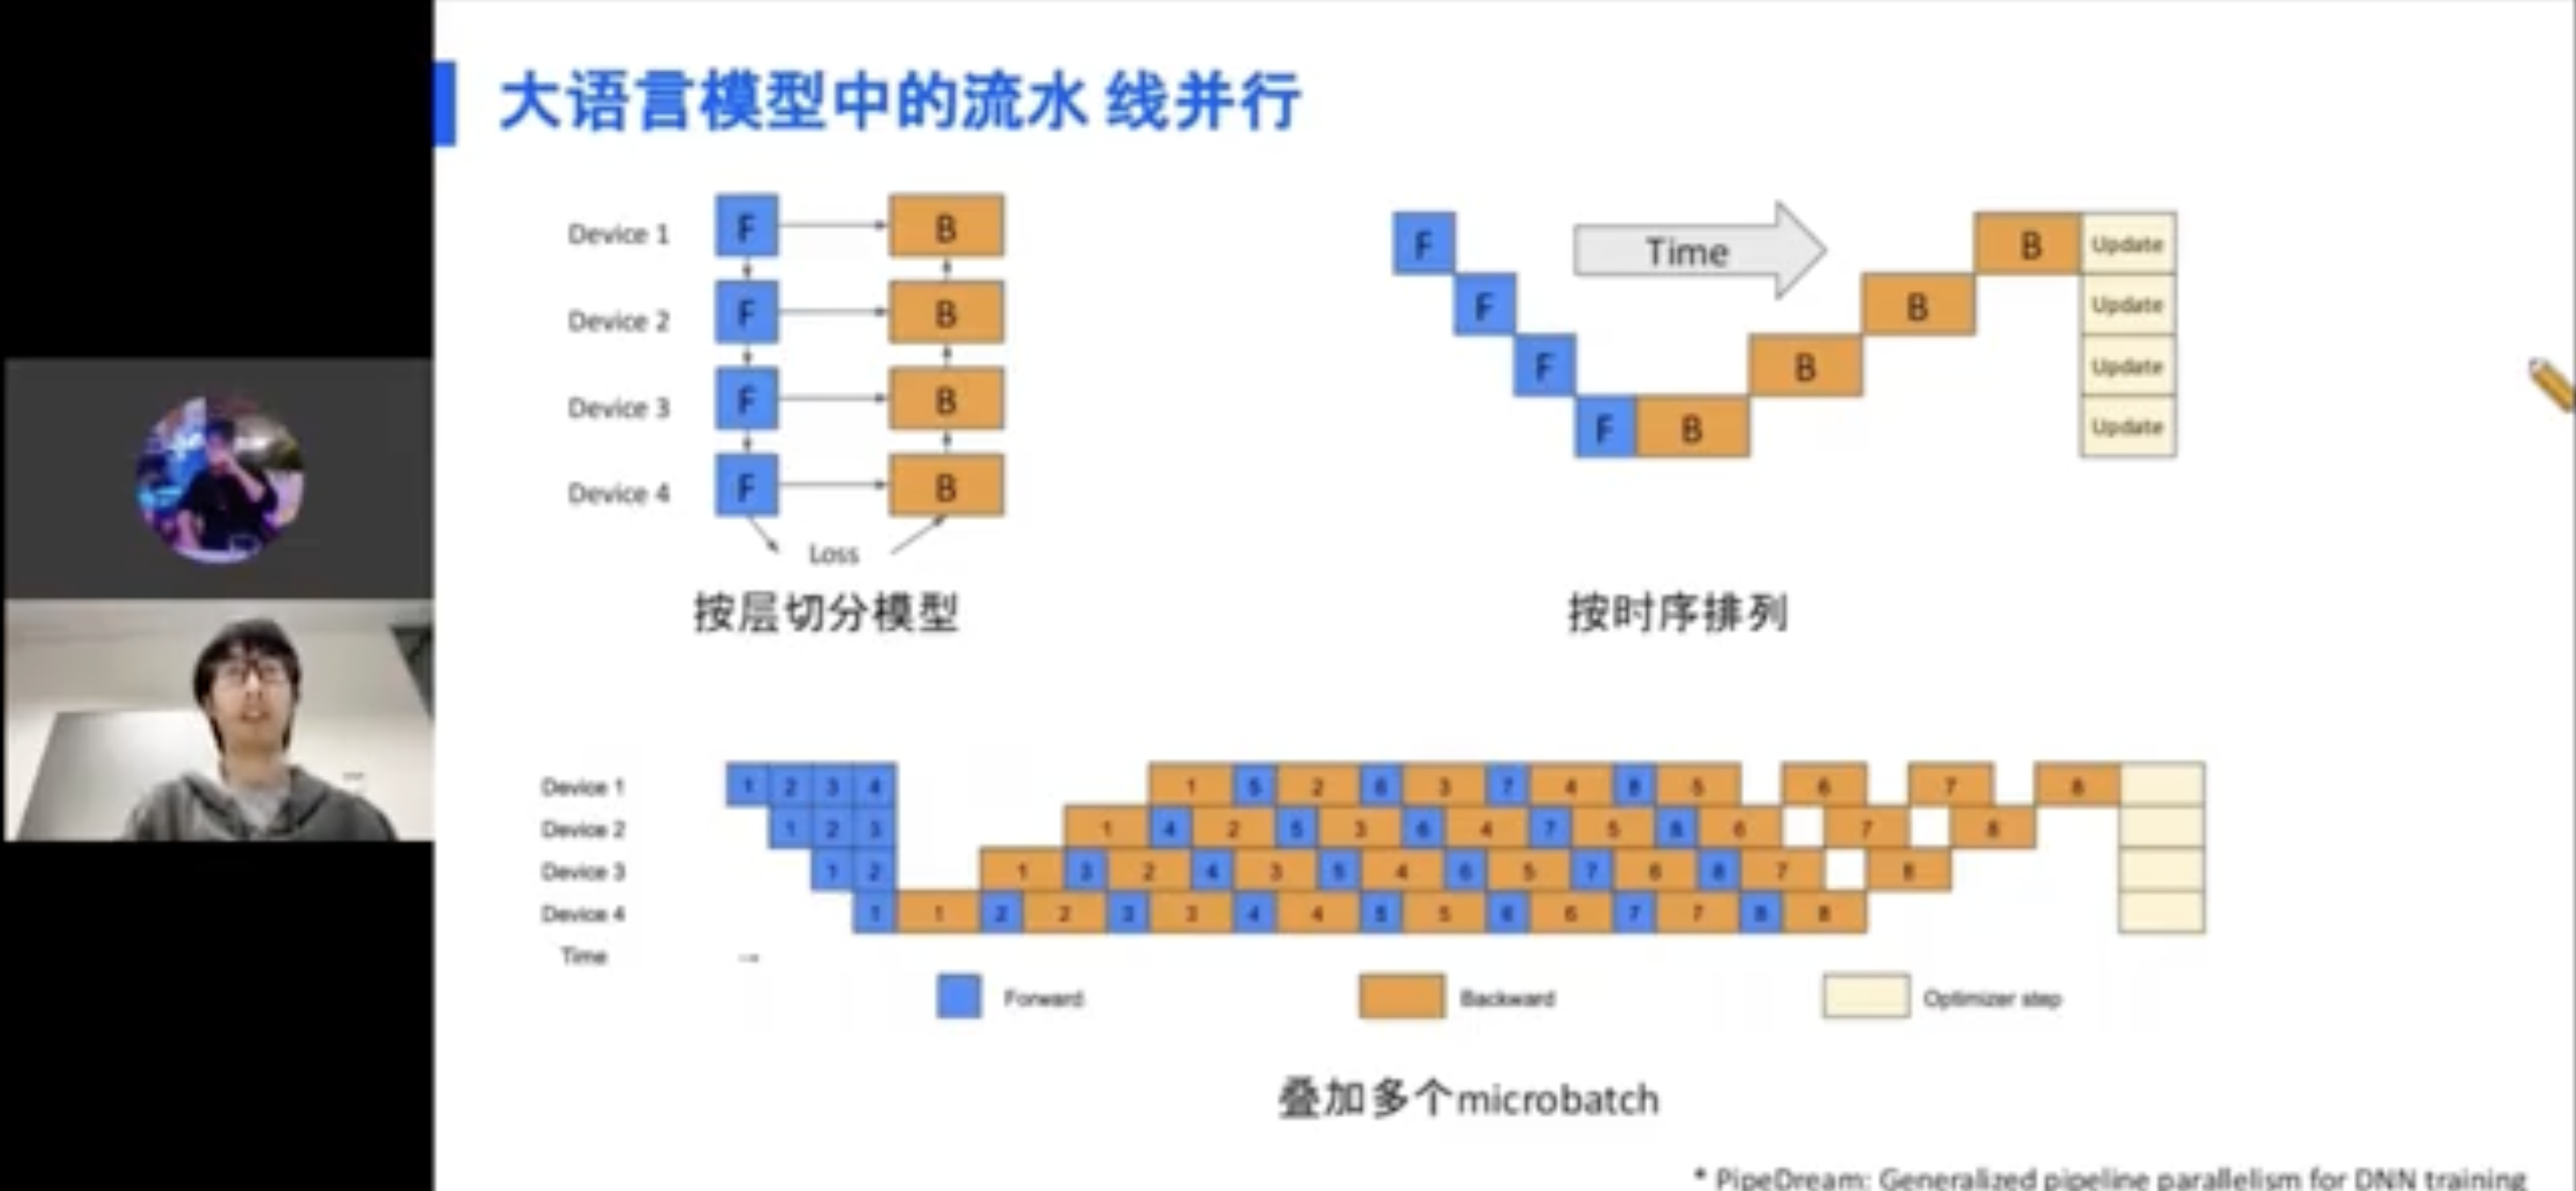 大语言模型中的流水 线并行
Device 1 F B
Device 2 F B
Device 3 F B
Device 4 F B
Loss
按层切分模型
F Time B Update
F B Update
F B Update
F B Update
按时序排列
Device 1 1 2 3 4 1 5 2 6 3 7 4 8 5 6 7 8
Device 2 1 2 3 1 4 2 5 3 6 4 7 5 8 6 7 8
Device 3 1 2 1 3 2 4 3 5 4 6 5 7 6 8 7 8
Device 4 1 1 2 2 3 3 4 4 5 5 6 6 7 7 8 8
Time →
Forward Backward Optimizer step
叠加多个microbatch
* PipeDream: Generalized pipeline parallelism for DNN training